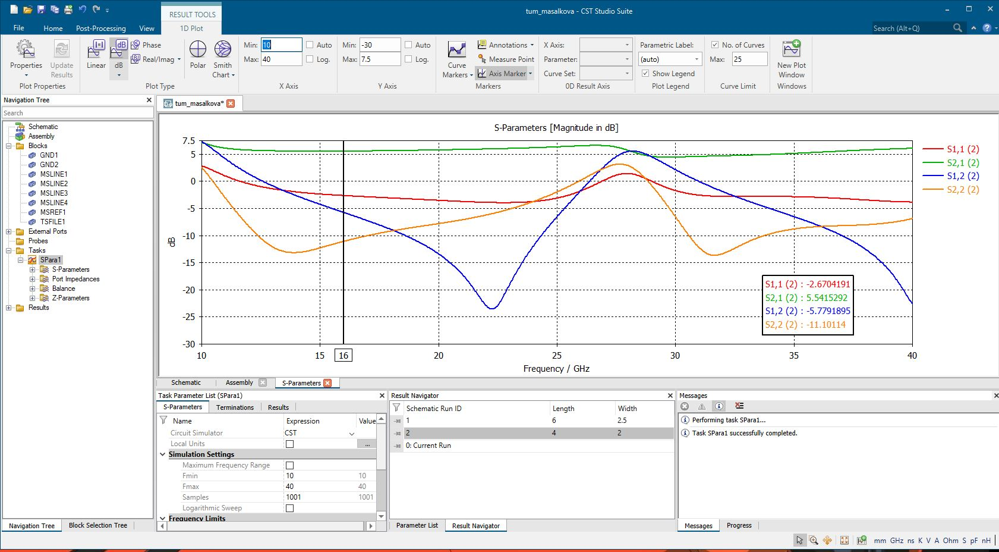 tum_masalkova - CST Studio Suite
RESULT TOOLS
File Home Post-Processing View 1D Plot
Search (Alt+Q)
Properties
Update Results
Plot Properties
Linear
dB
Phase
Real/Imag
Polar
Smith Chart
Plot Type
Min: 10 Auto
Max: 40 Log.
X Axis
Min: -30 Auto
Max: 7.5 Log.
Y Axis
Curve Markers
Annotations
Measure Point
Axis Marker
Markers
X Axis:
Parameter:
Curve Set:
0D Result Axis
Parametric Label:
(auto)
Show Legend
Plot Legend
No. of Curves
Max: 25
Curve Limit
New Plot Window
Windows
Navigation Tree
Search
Schematic
Assembly
Blocks
GND1
GND2
MSLINE1
MSLINE2
MSLINE3
MSLINE4
MSREF1
TSFILE1
External Ports
Probes
Tasks
SPara1
S-Parameters
Port Impedances
Balance
Z-Parameters
Results
Navigation Tree Block Selection Tree
tum_masalkova*
S-Parameters [Magnitude in dB]
7.5
5
0
-5
-10
-15
-20
-25
-30
dB
10 15 16 20 25 30 35 40
Frequency / GHz
S1,1 (2)
S2,1 (2)
S1,2 (2)
S2,2 (2)
S1,1 (2) : -2.6704191
S2,1 (2) : 5.5415292
S1,2 (2) : -5.7791895
S2,2 (2) : -11.10114
Schematic Assembly S-Parameters
Task Parameter List (SPara1)
S-Parameters Terminations Results
Name Expression Value
Circuit Simulator CST
Local Units ...
Simulation Settings
Maximum Frequency Range
Fmin 10 10
Fmax 40 40
Samples 1001 1001
Logarithmic Sweep
Frequency Limits
Result Navigator
Schematic Run ID Length Width
1 6 2.5
2 4 2
0: Current Run
Parameter List Result Navigator
Messages
Performing task SPara1...
Task SPara1 successfully completed.
Messages Progress
mm GHz ns K V A Ohm S pF nH